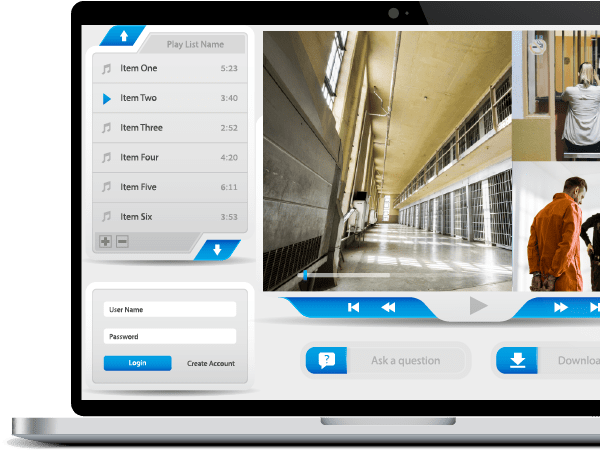 Play List Name
Item One 5:23
Item Two 3:40
Item Three 2:52
Item Four 4:20
Item Five 6:11
Item Six 3:53
User Name
Password
Login Create Account
? Ask a question Downloa